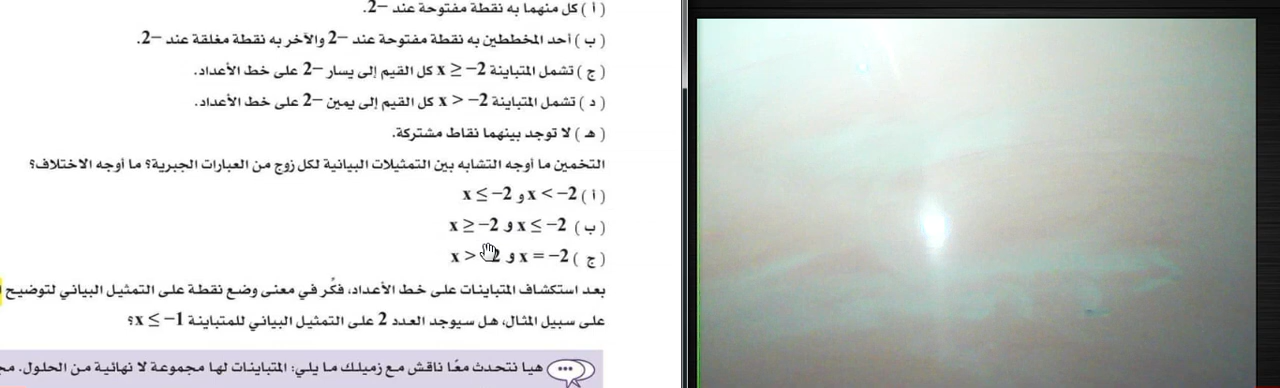 ( أ ) كل منهما به نقطة مفتوحة عند −2.
( ب ) أحد المخططين به نقطة مفتوحة عند −2 والآخر به نقطة مغلقة عند −2.
( ج ) تشمل المتباينة x ≥ −2 كل القيم إلى يسار −2 على خط الأعداد.
( د ) تشمل المتباينة x > −2 كل القيم إلى يمين −2 على خط الأعداد.
( هـ ) لا توجد بينهما نقاط مشتركة.
التخمين ما أوجه التشابه بين التمثيلات البيانية لكل زوج من العبارات الجبرية؟ ما أوجه الاختلاف؟
( أ ) x < −2 و x ≤ −2
( ب ) x ≤ −2 و x ≥ −2
( ج ) x = −2 و x > 2
بعد استكشاف المتباينات على خط الأعداد، فكّر في معنى وضع نقطة على التمثيل البياني لتوضيح
على سبيل المثال، هل سيوجد العدد 2 على التمثيل البياني للمتباينة x ≤ −1؟
هيا نتحدث معًا ناقش مع زميلك ما يلي: المتباينات لها مجموعة لا نهائية من الحلول.